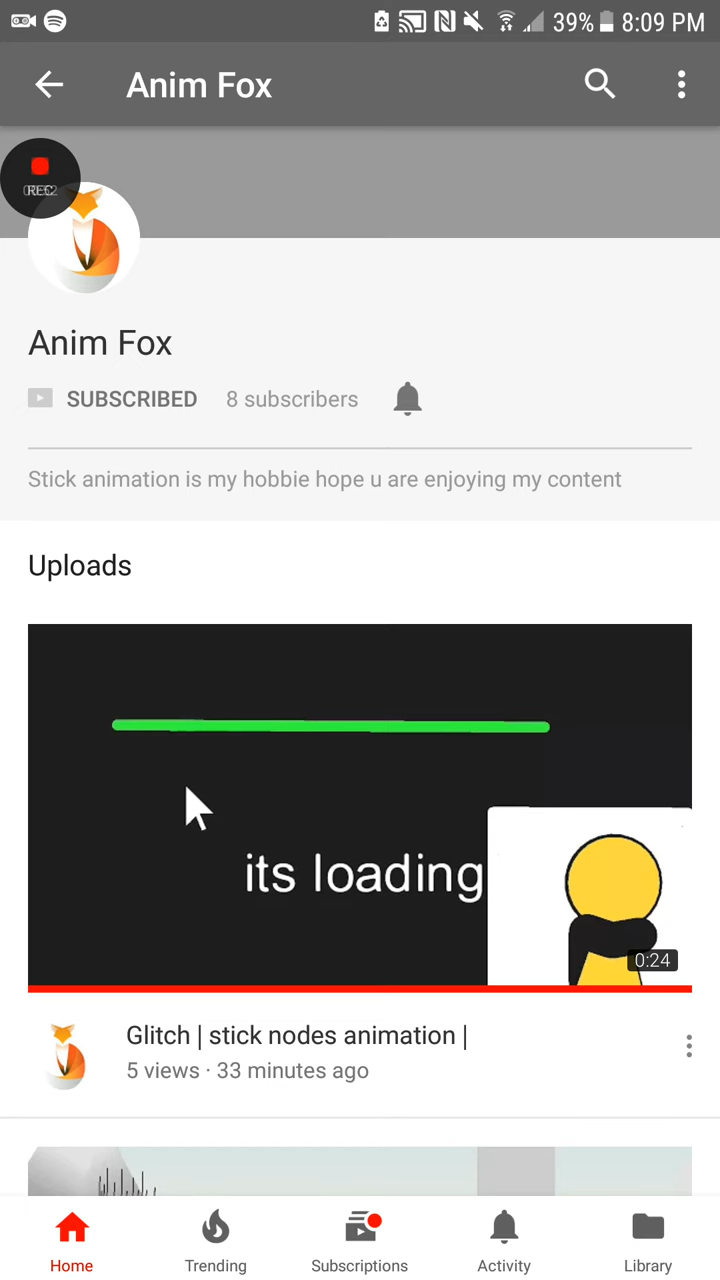 39% 8:09 PM
Anim Fox
REC
Anim Fox
SUBSCRIBED 8 subscribers
Stick animation is my hobbie hope u are enjoying my content
Uploads
its loading
0:24
Glitch | stick nodes animation |
5 views · 33 minutes ago
Home Trending Subscriptions Activity Library